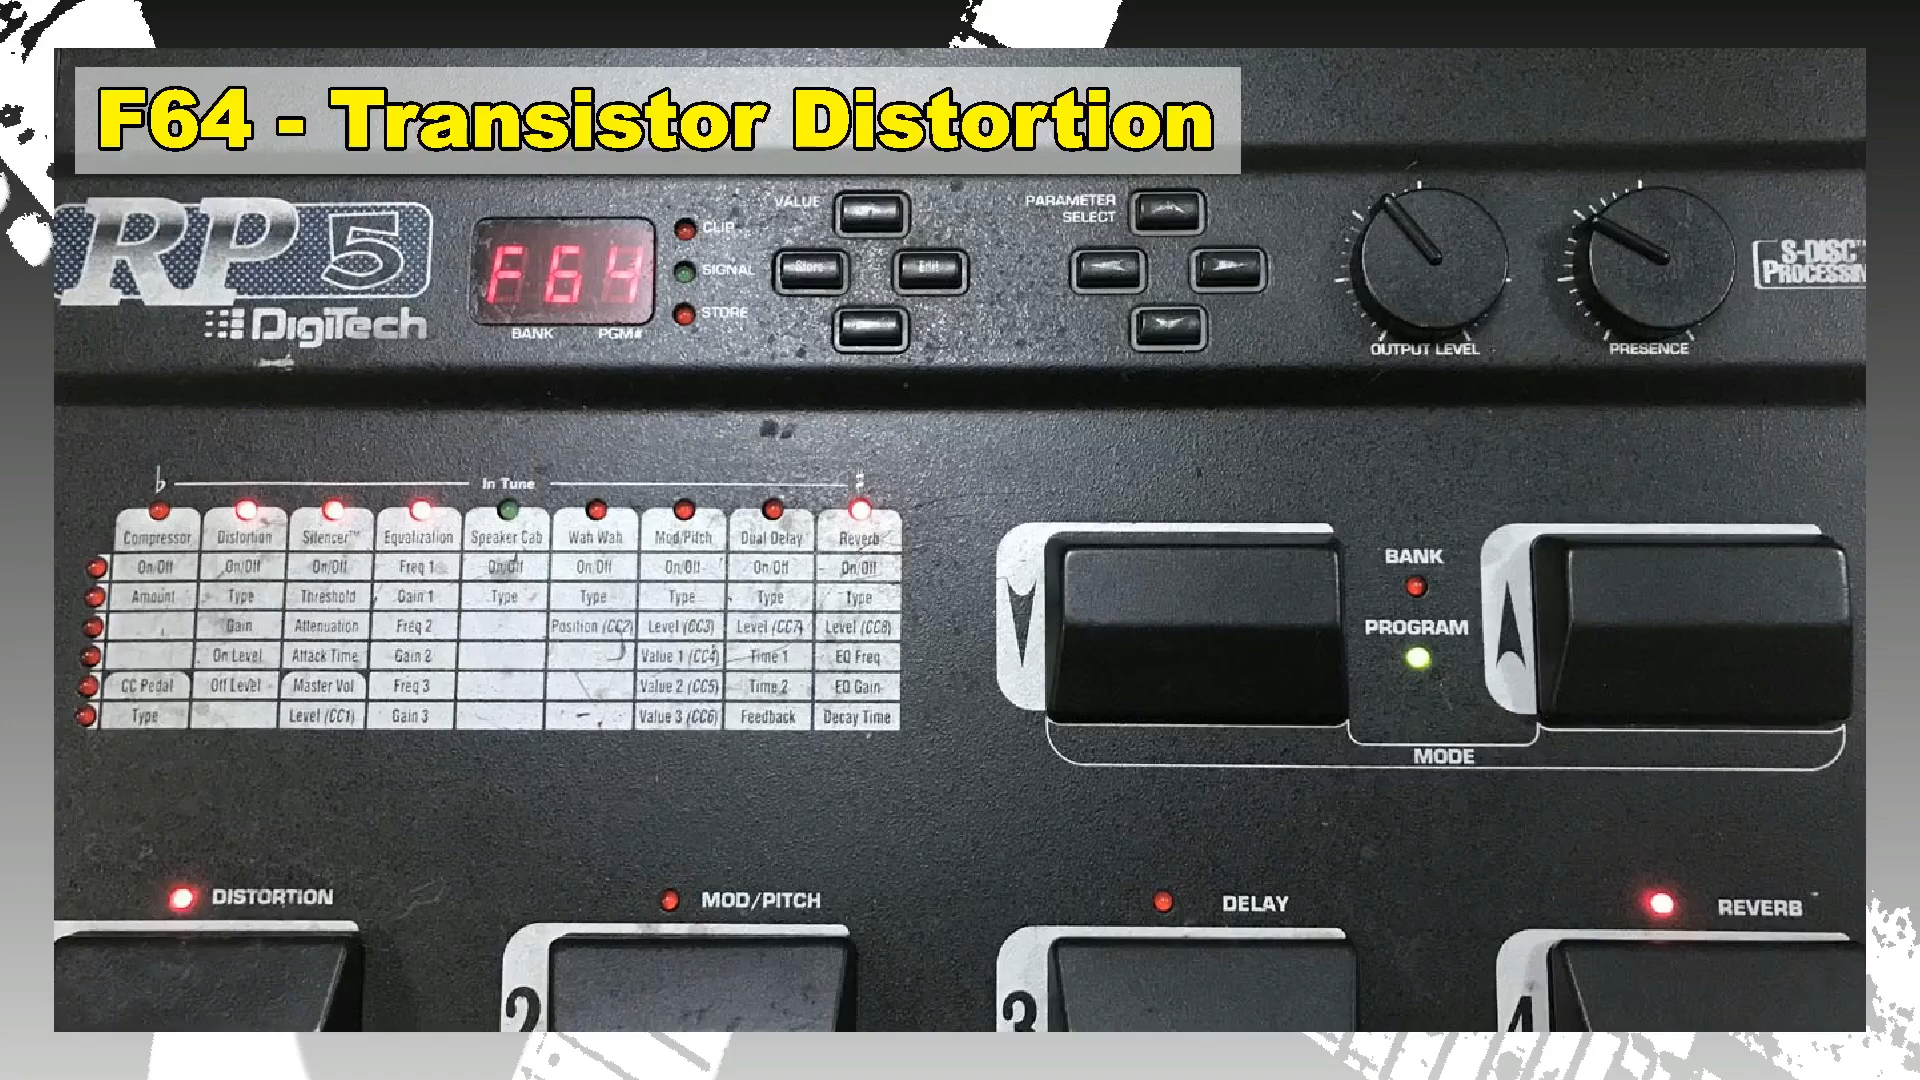 F64 - Transistor Distortion
RP 5
DigiTech
F64
BANK PGM#
CLIP
SIGNAL
STORE
VALUE
Store
Edit
PARAMETER
SELECT
OUTPUT LEVEL
PRESENCE
S-DISC™
PROCESSIN
♭ In Tune
Compressor Distortion Silencer™ Equalization Speaker Cab Wah Wah Mod/Pitch Dual Delay Reverb
On/Off On/Off On/Off Freq 1 On/Off On/Off On/Off On/Off On/Off
Amount Type Threshold Gain 1 Type Type Type Type Type
Gain Attenuation Freq 2 Position (CC2) Level (CC3) Level (CC7) Level (CC8)
On Level Attack Time Gain 2 Value 1 (CC4) Time 1 EQ Freq
CC Pedal Off Level Master Vol Freq 3 Value 2 (CC5) Time 2 EQ Gain
Type Level (CC1) Gain 3 Value 3 (CC6) Feedback Decay Time
BANK
PROGRAM
MODE
DISTORTION
MOD/PITCH
DELAY
REVERB
2
3
4